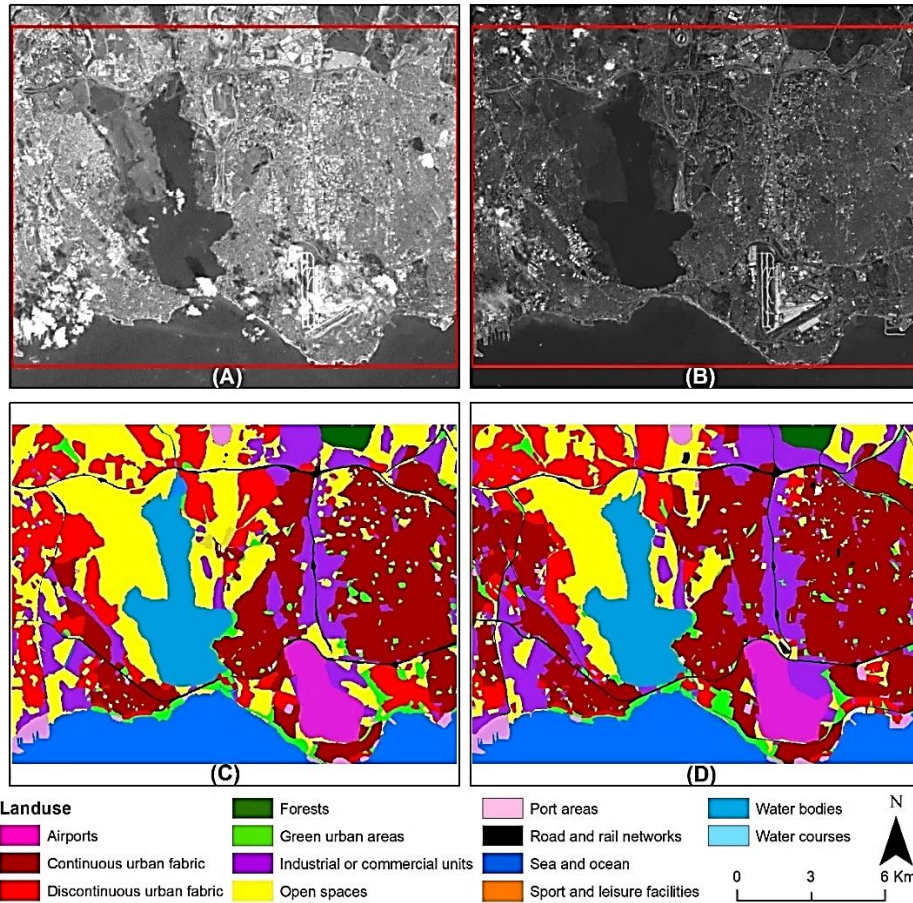 (A)
(B)
(C)
(D)
Landuse
Airports
Continuous urban fabric
Discontinuous urban fabric
Forests
Green urban areas
Industrial or commercial units
Open spaces
Port areas
Road and rail networks
Sea and ocean
Sport and leisure facilities
Water bodies
Water courses
N
0 3 6 Km